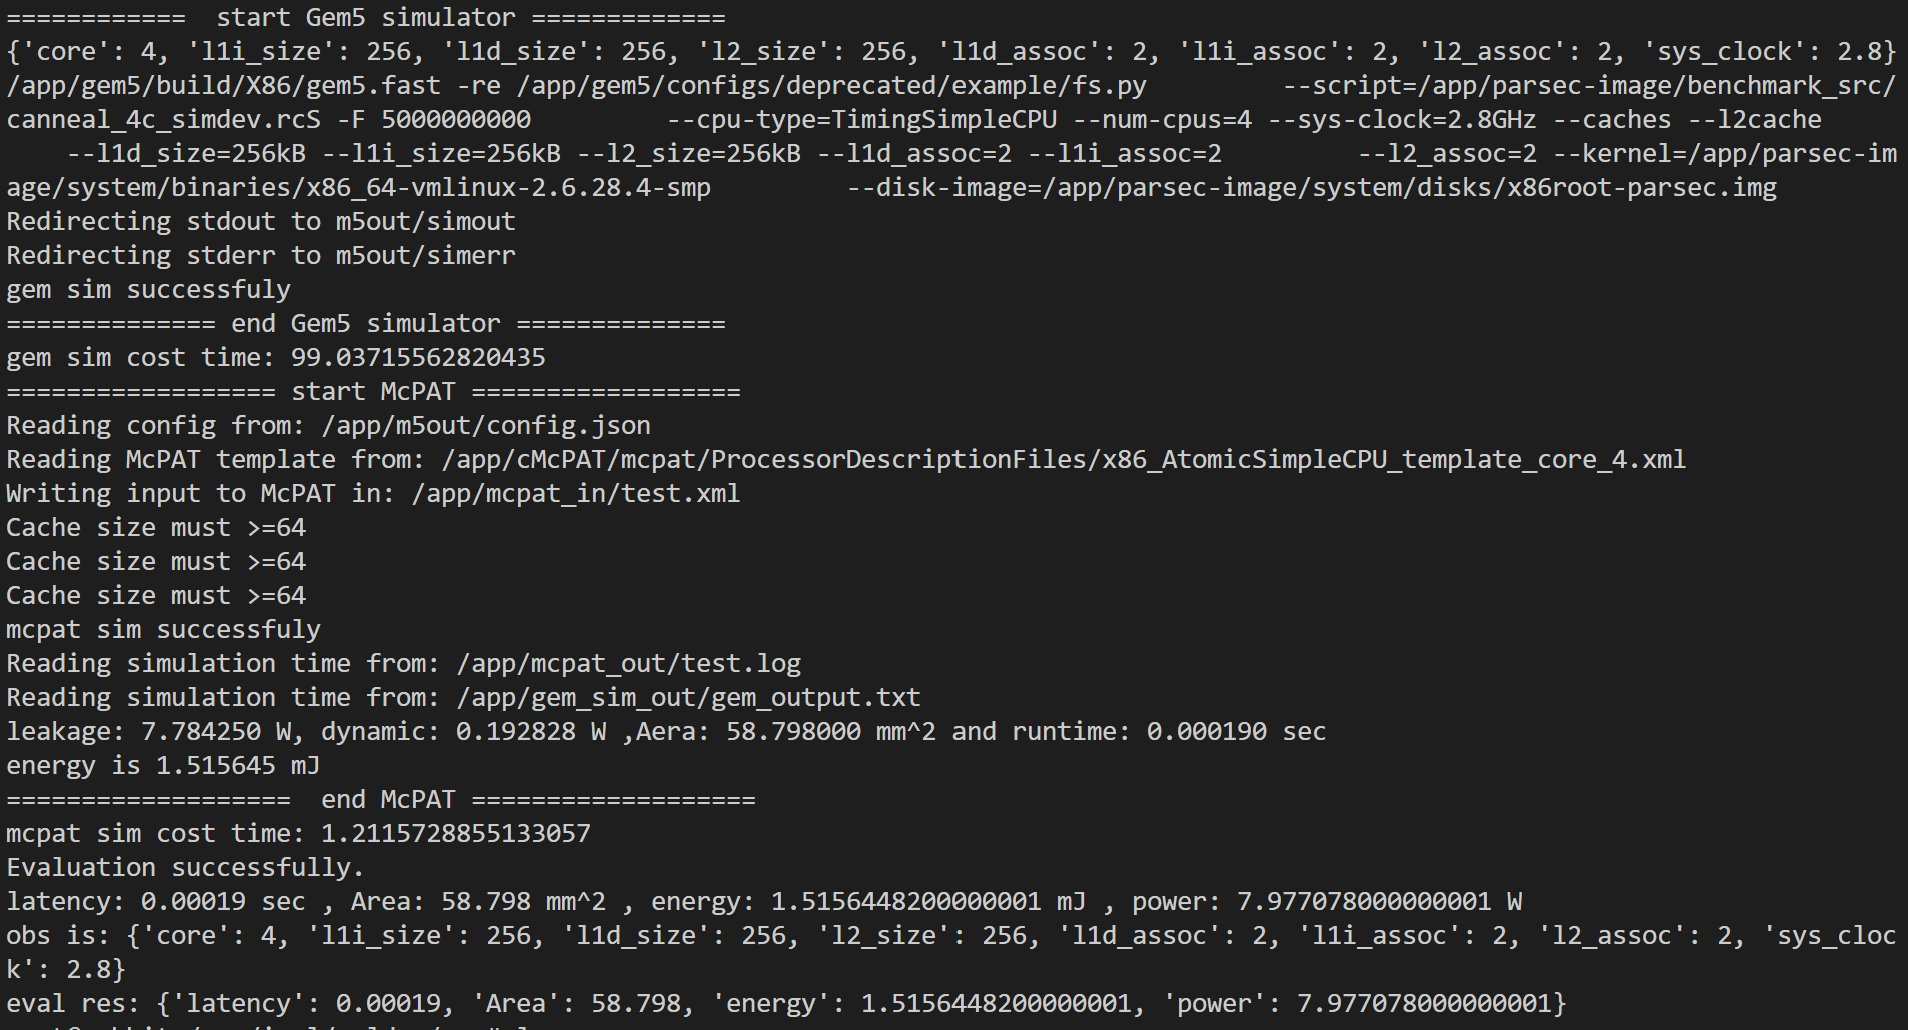 ============  start Gem5 simulator =============
{'core': 4, 'l1i_size': 256, 'l1d_size': 256, 'l2_size': 256, 'l1d_assoc': 2, 'l1i_assoc': 2, 'l2_assoc': 2, 'sys_clock': 2.8}
/app/gem5/build/X86/gem5.fast -re /app/gem5/configs/deprecated/example/fs.py         --script=/app/parsec-image/benchmark_src/
canneal_4c_simdev.rcS -F 5000000000         --cpu-type=TimingSimpleCPU --num-cpus=4 --sys-clock=2.8GHz --caches --l2cache
    --l1d_size=256kB --l1i_size=256kB --l2_size=256kB --l1d_assoc=2 --l1i_assoc=2         --l2_assoc=2 --kernel=/app/parsec-im
age/system/binaries/x86_64-vmlinux-2.6.28.4-smp         --disk-image=/app/parsec-image/system/disks/x86root-parsec.img
Redirecting stdout to m5out/simout
Redirecting stderr to m5out/simerr
gem sim successfuly
============== end Gem5 simulator ==============
gem sim cost time: 99.03715562820435
================== start McPAT ==================
Reading config from: /app/m5out/config.json
Reading McPAT template from: /app/cMcPAT/mcpat/ProcessorDescriptionFiles/x86_AtomicSimpleCPU_template_core_4.xml
Writing input to McPAT in: /app/mcpat_in/test.xml
Cache size must >=64
Cache size must >=64
Cache size must >=64
mcpat sim successfuly
Reading simulation time from: /app/mcpat_out/test.log
Reading simulation time from: /app/gem_sim_out/gem_output.txt
leakage: 7.784250 W, dynamic: 0.192828 W ,Aera: 58.798000 mm^2 and runtime: 0.000190 sec
energy is 1.515645 mJ
===================  end McPAT ===================
mcpat sim cost time: 1.2115728855133057
Evaluation successfully.
latency: 0.00019 sec , Area: 58.798 mm^2 , energy: 1.5156448200000001 mJ , power: 7.977078000000001 W
obs is: {'core': 4, 'l1i_size': 256, 'l1d_size': 256, 'l2_size': 256, 'l1d_assoc': 2, 'l1i_assoc': 2, 'l2_assoc': 2, 'sys_cloc
k': 2.8}
eval res: {'latency': 0.00019, 'Area': 58.798, 'energy': 1.5156448200000001, 'power': 7.977078000000001}